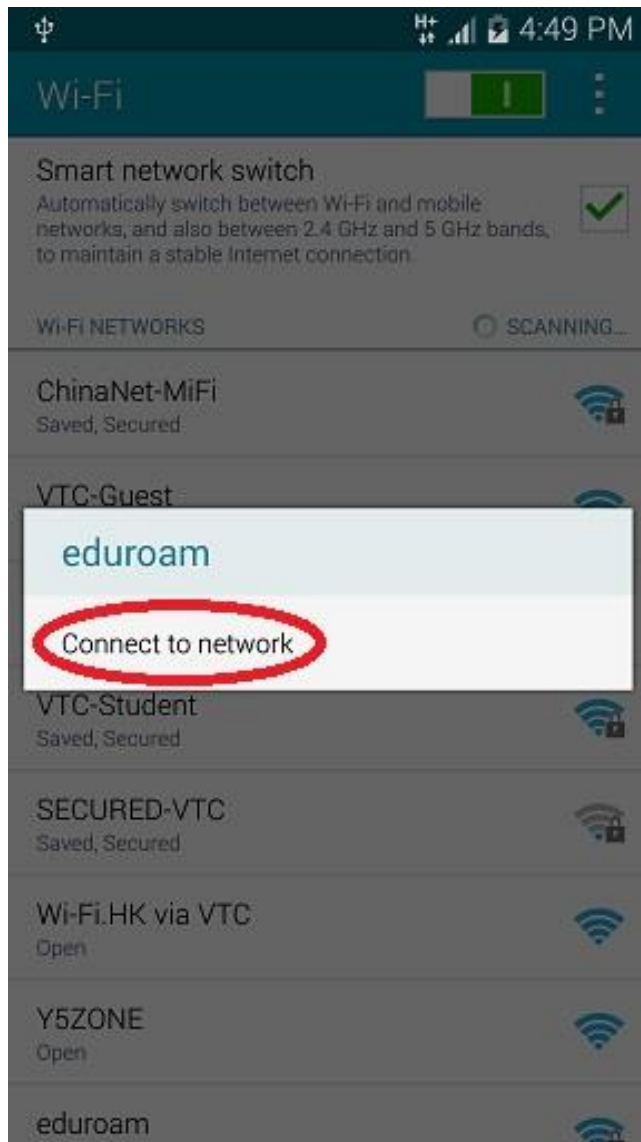 H+ 4:49 PM
Wi-Fi
Smart network switch
Automatically switch between Wi-Fi and mobile
networks, and also between 2.4 GHz and 5 GHz bands,
to maintain a stable Internet connection.
Wi-Fi NETWORKS SCANNING...
ChinaNet-MiFi
Saved, Secured
VTC-Guest
eduroam
Connect to network
VTC-Student
Saved, Secured
SECURED-VTC
Saved, Secured
Wi-Fi.HK via VTC
Open
Y5ZONE
Open
eduroam